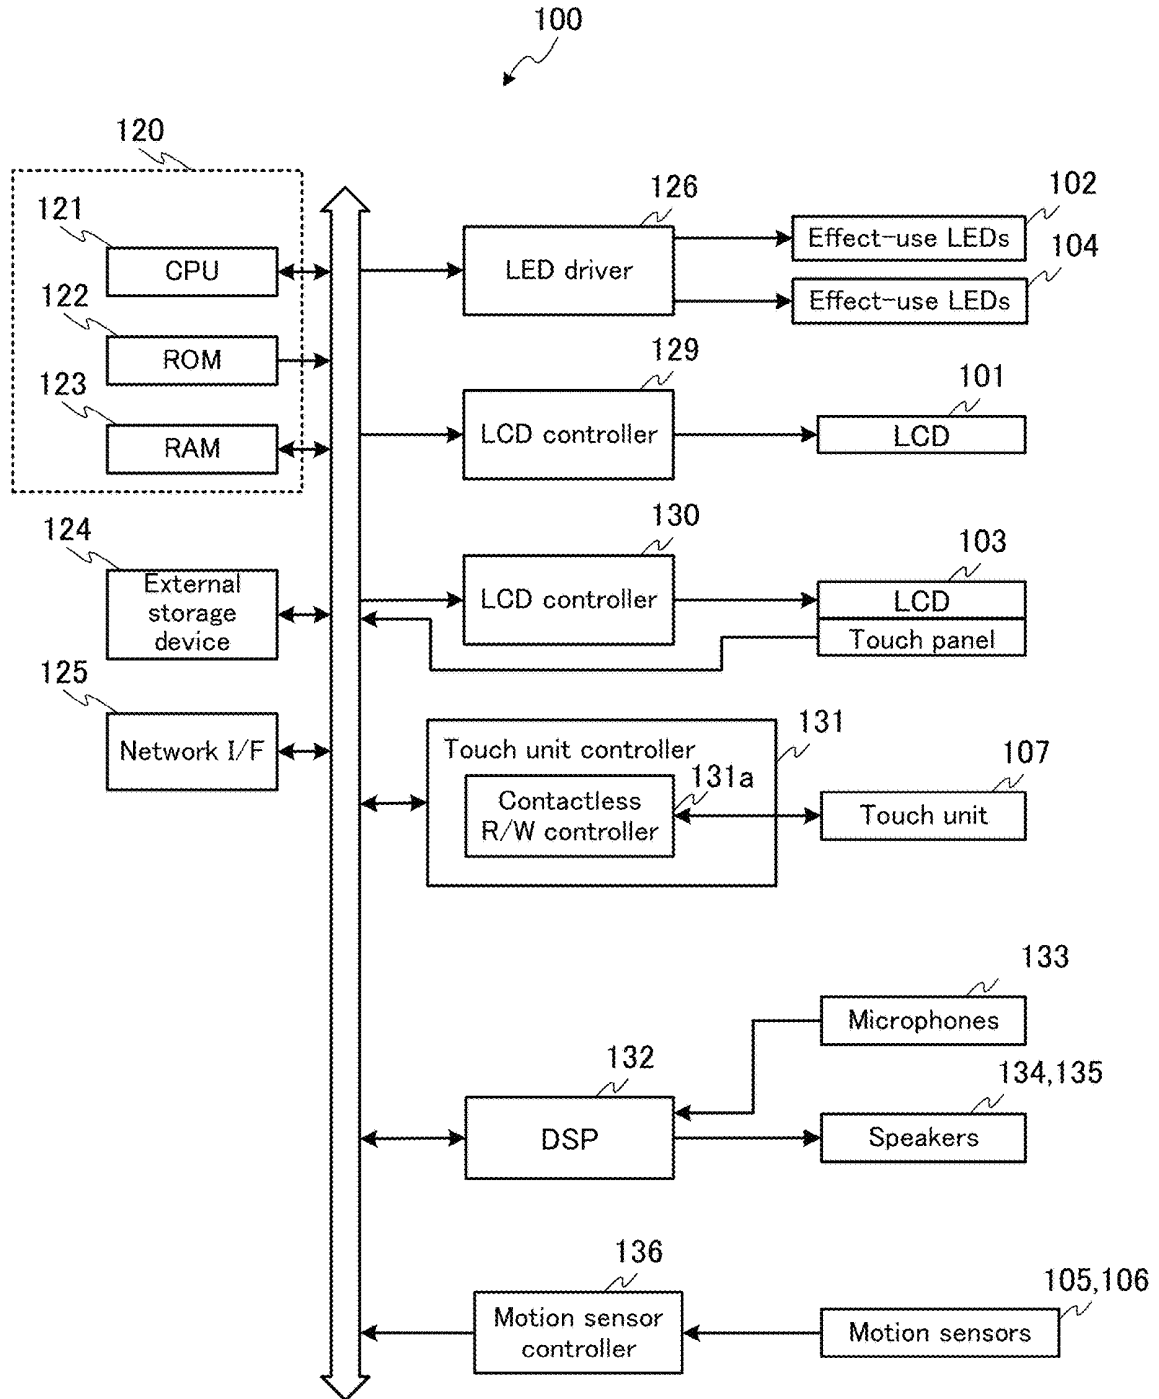 100
120
121
CPU
122
ROM
123
RAM
124
External
storage
device
125
Network I/F
126
LED driver
102
Effect-use LEDs
104
Effect-use LEDs
129
LCD controller
101
LCD
130
LCD controller
103
LCD
Touch panel
131
Touch unit controller
131a
Contactless
R/W controller
107
Touch unit
133
Microphones
132
DSP
134,135
Speakers
136
Motion sensor
controller
105,106
Motion sensors